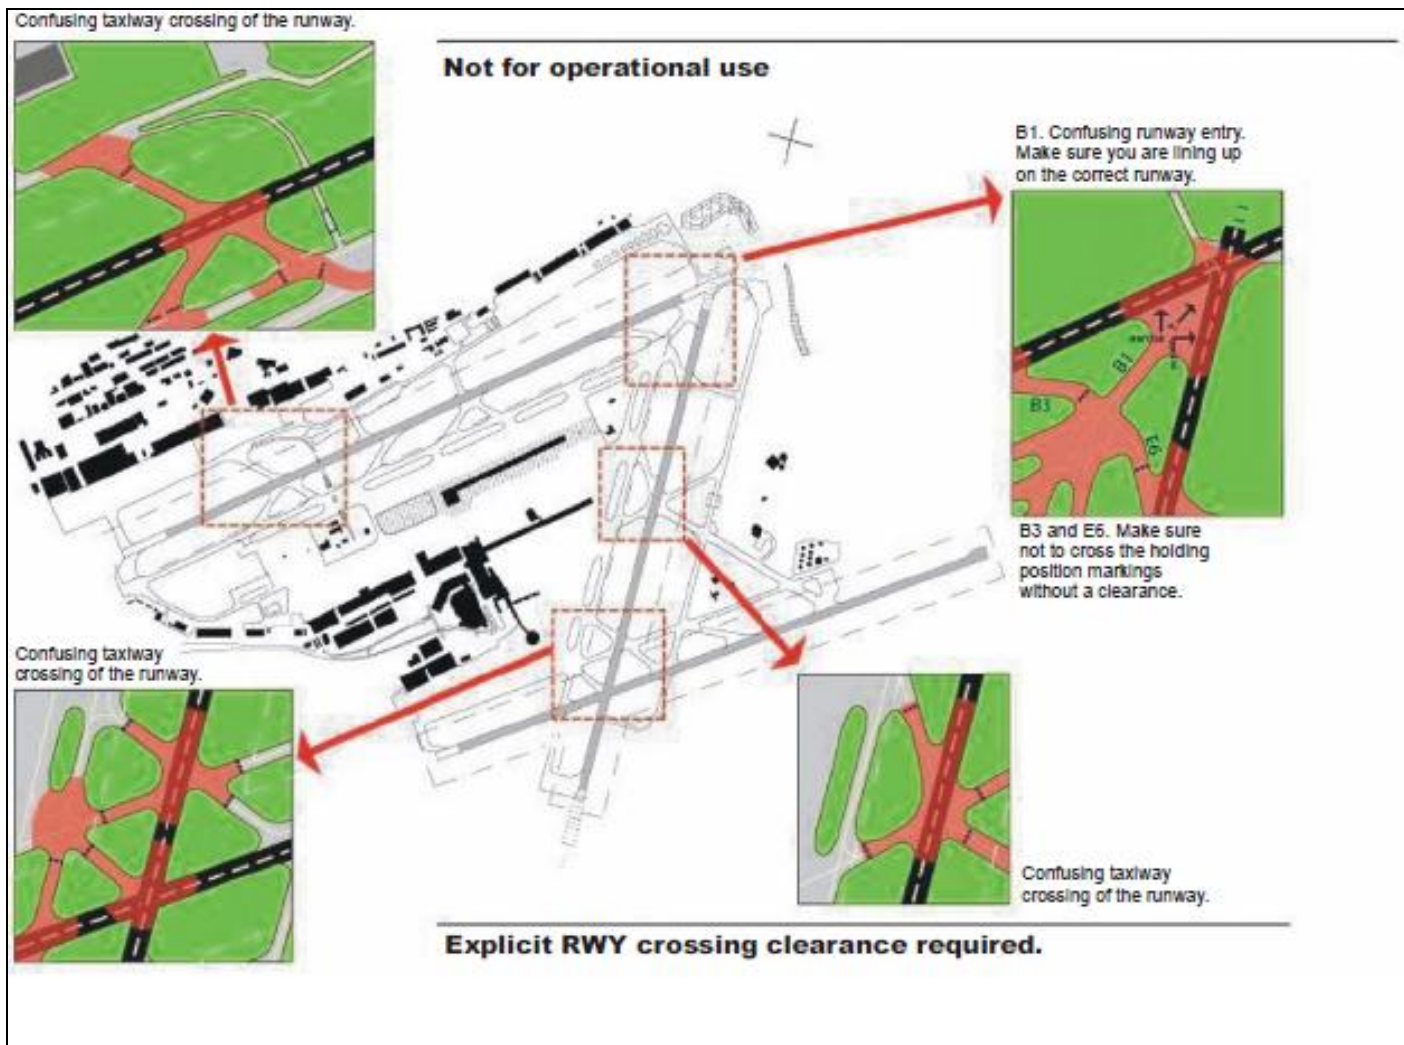 Confusing taxiway crossing of the runway.
Not for operational use
B1. Confusing runway entry.
Make sure you are lining up
on the correct runway.
B1
B3
E6
B3 and E6. Make sure
not to cross the holding
position markings
without a clearance.
Confusing taxiway
crossing of the runway.
Confusing taxiway
crossing of the runway.
Explicit RWY crossing clearance required.